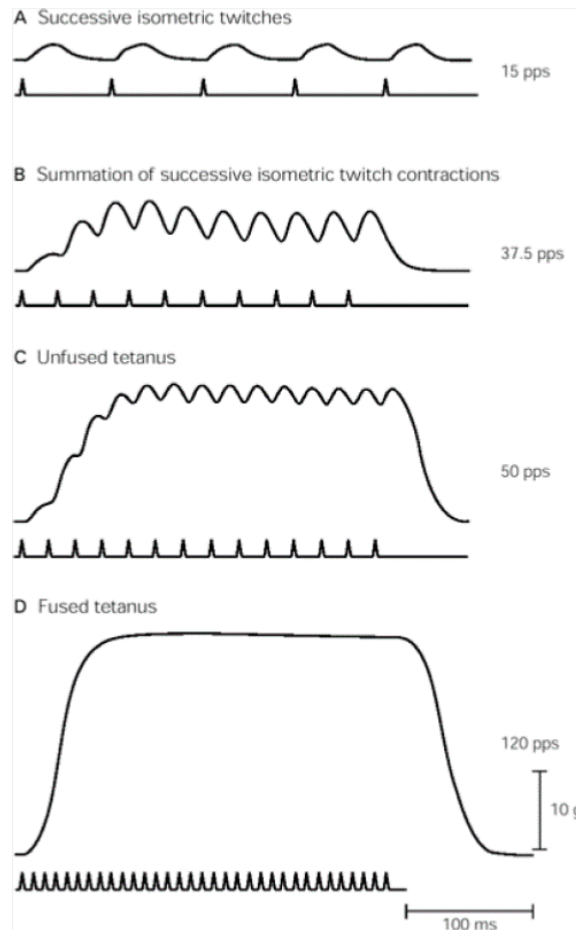 A Successive isometric twitches
15 pps
B Summation of successive isometric twitch contractions
37.5 pps
C Unfused tetanus
50 pps
D Fused tetanus
120 pps
10 g
100 ms